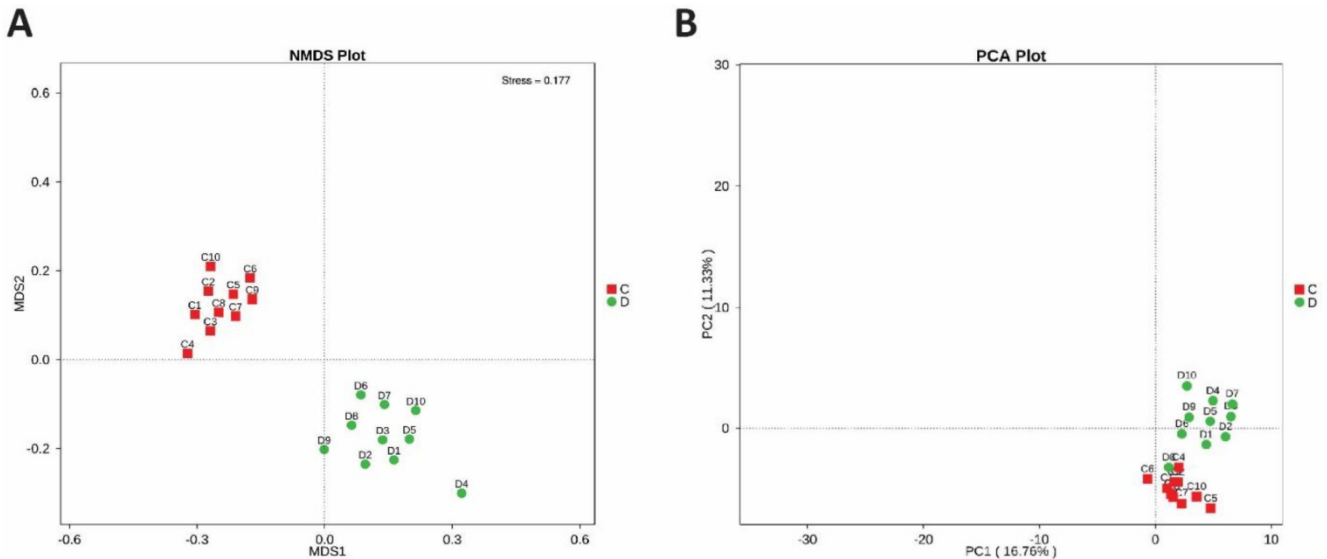 A
B
NMDS Plot
Stress = 0.177
0.6
0.4
0.2
0.0
-0.2
MDS2
C10
C6
C2
C5
C9
C1
C8
C7
C3
C4
D6
D7
D10
D8
D3
D5
D9
D2
D1
D4
-0.6
-0.3
0.0
0.3
0.6
MDS1
C
D
PCA Plot
30
20
10
0
PC2 ( 11.33% )
D10
D4
D7
D9
D5
D6
D1
D2
D8
C4
C6
C7
C10
C5
-30
-20
-10
0
10
PC1 ( 16.76% )
C
D